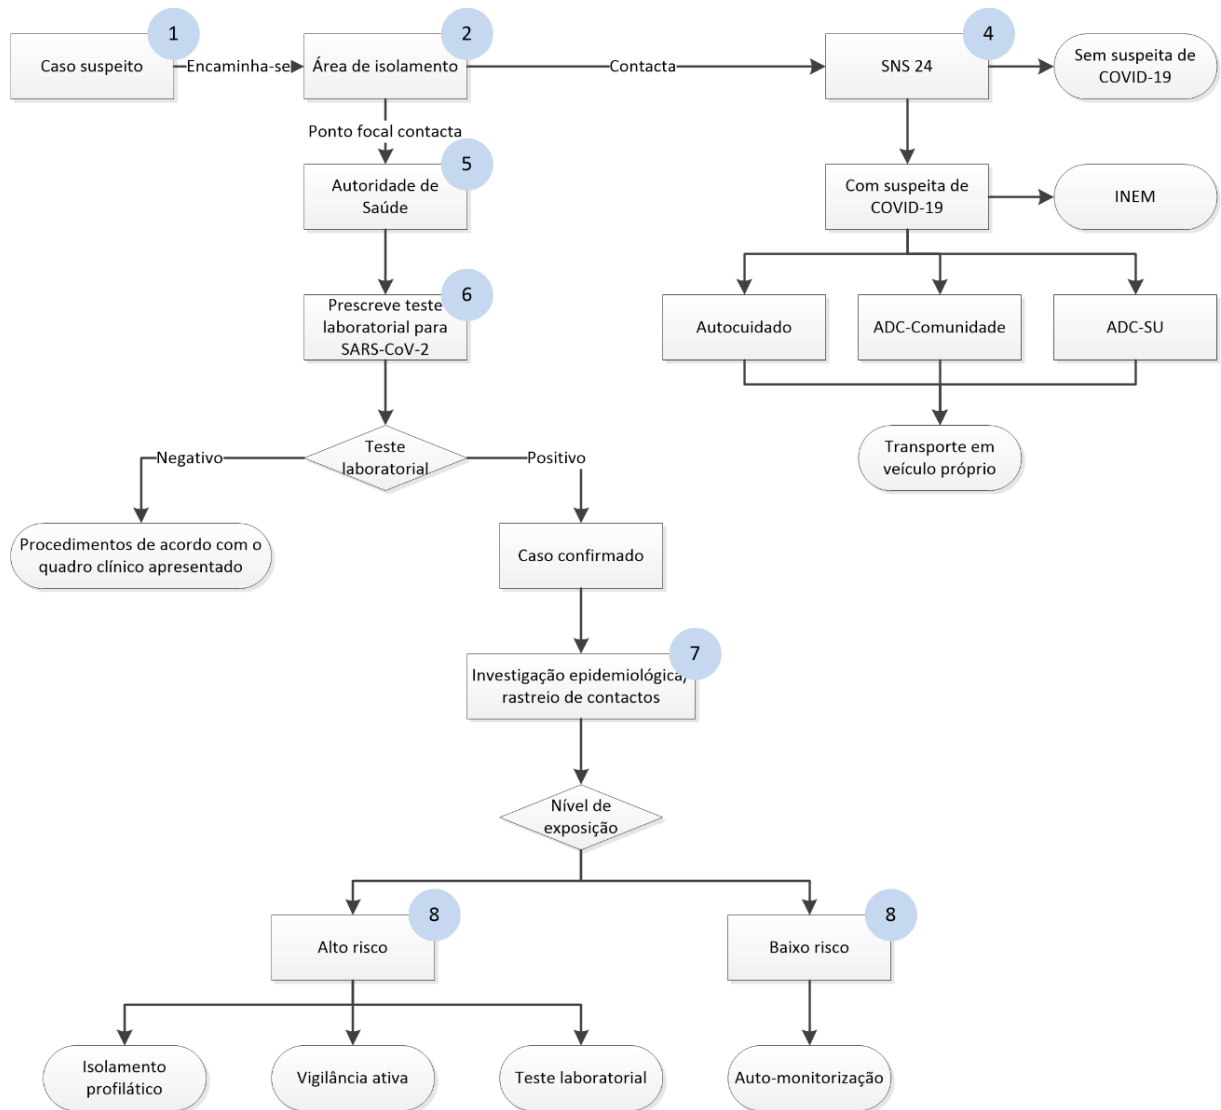 1
Caso suspeito
Encaminha-se
2
Área de isolamento
Contacta
4
SNS 24
Sem suspeita de
COVID-19
Ponto focal contacta
5
Autoridade de
Saúde
Com suspeita de
COVID-19
INEM
6
Prescreve teste
laboratorial para
SARS-CoV-2
Autocuidado
ADC-Comunidade
ADC-SU
Transporte em
veículo próprio
Negativo
Teste
laboratorial
Positivo
Procedimentos de acordo com o
quadro clínico apresentado
Caso confirmado
7
Investigação epidemiológica/
rastreio de contactos
Nível de
exposição
8
Alto risco
8
Baixo risco
Isolamento
profilático
Vigilância ativa
Teste laboratorial
Auto-monitorização